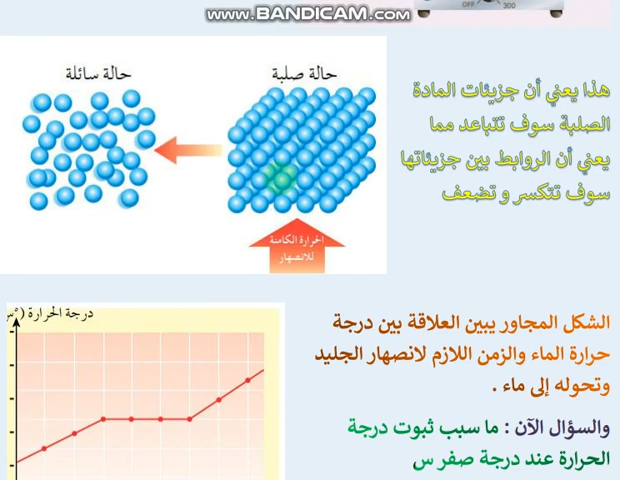 WWW.BANDICAM.COM
OFF
300
هذا يعني أن جزيئات المادة
الصلبة سوف تتباعد مما
يعني أن الروابط بين جزيئاتها
سوف تتكسر و تضعف
حالة صلبة
حالة سائلة
الحرارة الكامنة
للانصهار
الشكل المجاور يبين العلاقة بين درجة
حرارة الماء والزمن اللازم لانصهار الجليد
وتحوله إلى ماء .
والسؤال الآن : ما سبب ثبوت درجة
الحرارة عند درجة صفر س
درجة الحرارة (°س